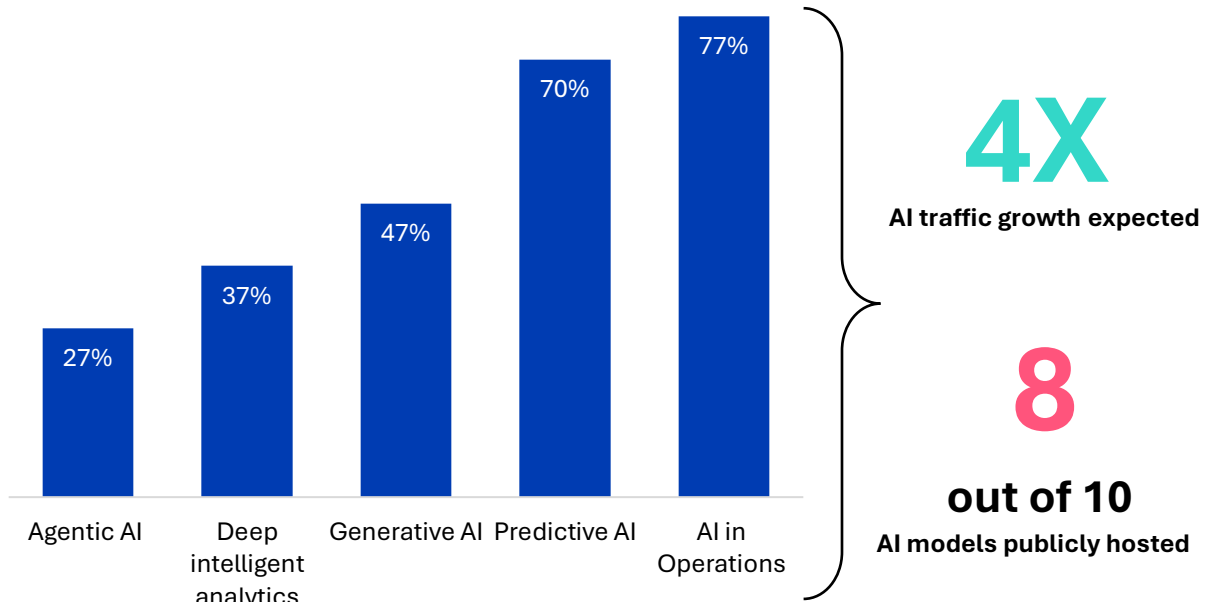 77%
70%
47%
37%
27%
Agentic AI
Deep
intelligent
analytics
Generative AI
Predictive AI
AI in
Operations
4X
AI traffic growth expected
8
out of 10
AI models publicly hosted